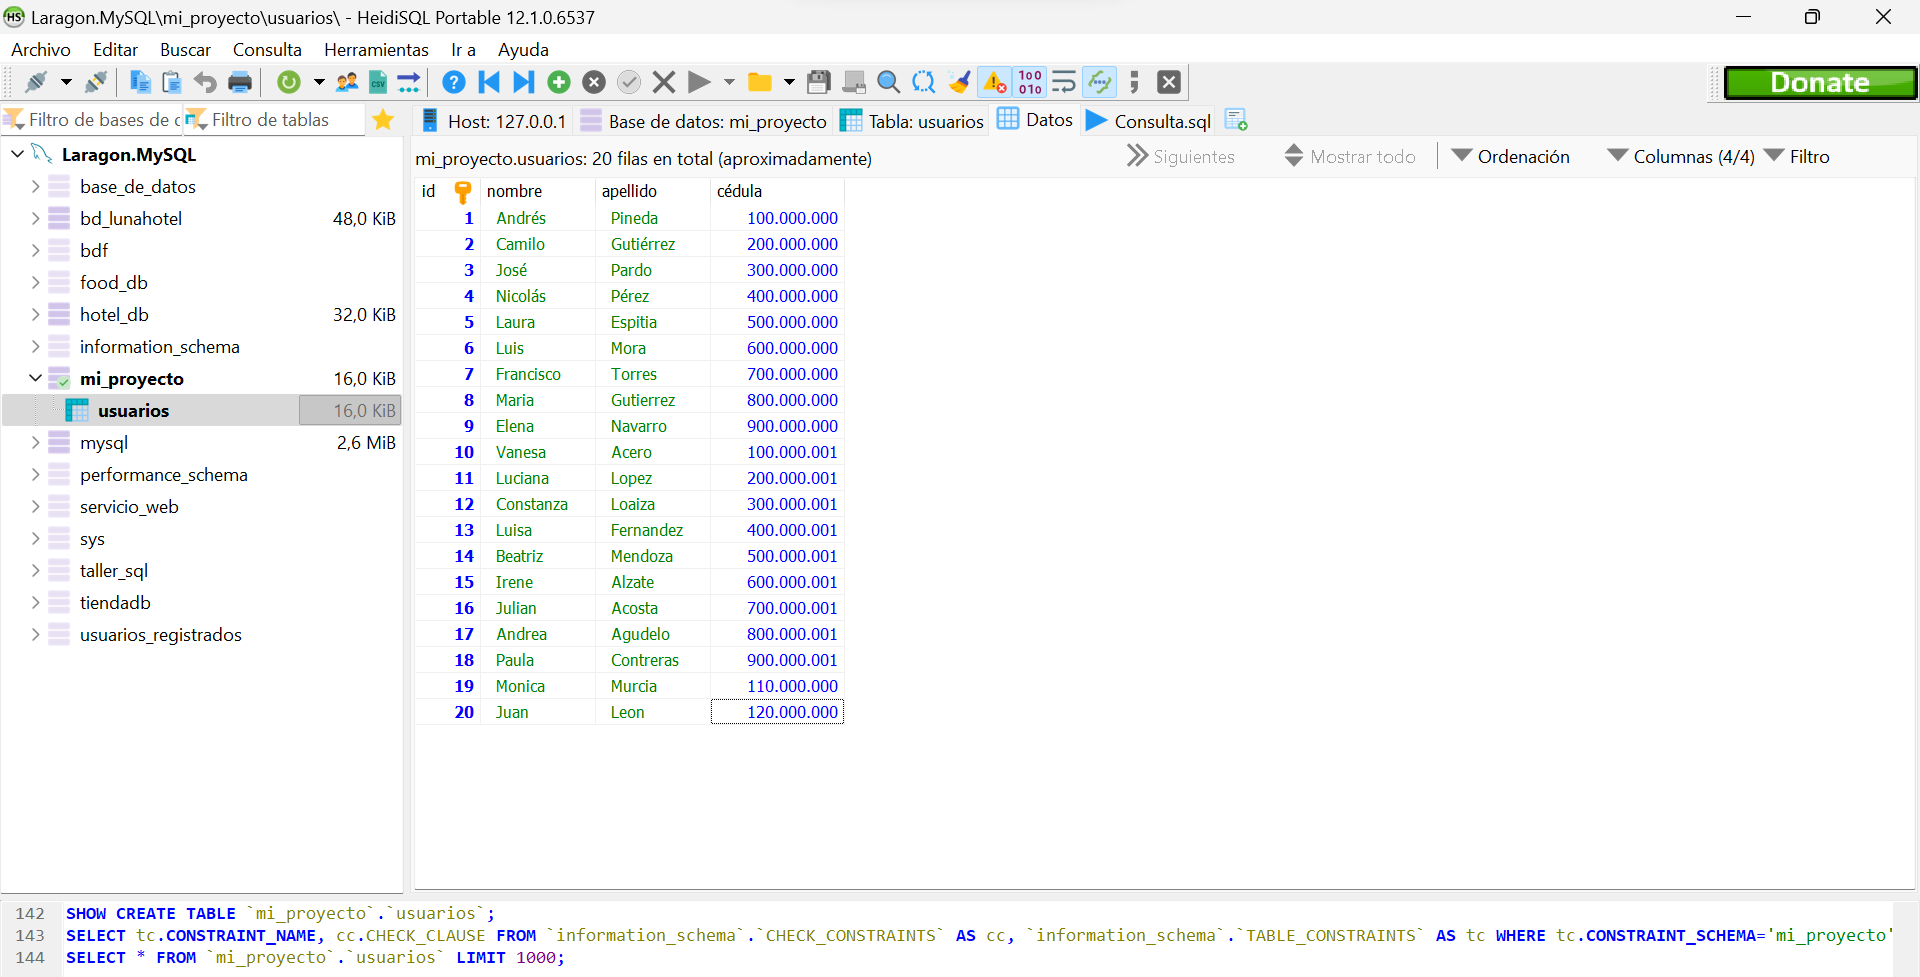 Laragon.MySQL\mi_proyecto\usuarios\ - HeidiSQL Portable 12.1.0.6537
Archivo Editar Buscar Consulta Herramientas Ir a Ayuda
Donate
Filtro de bases de Filtro de tablas
Host: 127.0.0.1 Base de datos: mi_proyecto Tabla: usuarios Datos Consulta.sql
mi_proyecto.usuarios: 20 filas en total (aproximadamente) Siguientes Mostrar todo Ordenación Columnas (4/4) Filtro
Laragon.MySQL
base_de_datos
bd_lunahotel 48,0 KiB
bdf
food_db
hotel_db 32,0 KiB
information_schema
mi_proyecto 16,0 KiB
usuarios 16,0 KiB
mysql 2,6 MiB
performance_schema
servicio_web
sys
taller_sql
tiendadb
usuarios_registrados
id nombre apellido cédula
1 Andrés Pineda 100.000.000
2 Camilo Gutiérrez 200.000.000
3 José Pardo 300.000.000
4 Nicolás Pérez 400.000.000
5 Laura Espitia 500.000.000
6 Luis Mora 600.000.000
7 Francisco Torres 700.000.000
8 Maria Gutierrez 800.000.000
9 Elena Navarro 900.000.000
10 Vanesa Acero 100.000.001
11 Luciana Lopez 200.000.001
12 Constanza Loaiza 300.000.001
13 Luisa Fernandez 400.000.001
14 Beatriz Mendoza 500.000.001
15 Irene Alzate 600.000.001
16 Julian Acosta 700.000.001
17 Andrea Agudelo 800.000.001
18 Paula Contreras 900.000.001
19 Monica Murcia 110.000.000
20 Juan Leon 120.000.000
142 SHOW CREATE TABLE `mi_proyecto`.`usuarios`;
143 SELECT tc.CONSTRAINT_NAME, cc.CHECK_CLAUSE FROM `information_schema`.`CHECK_CONSTRAINTS` AS cc, `information_schema`.`TABLE_CONSTRAINTS` AS tc WHERE tc.CONSTRAINT_SCHEMA='mi_proyecto'
144 SELECT * FROM `mi_proyecto`.`usuarios` LIMIT 1000;